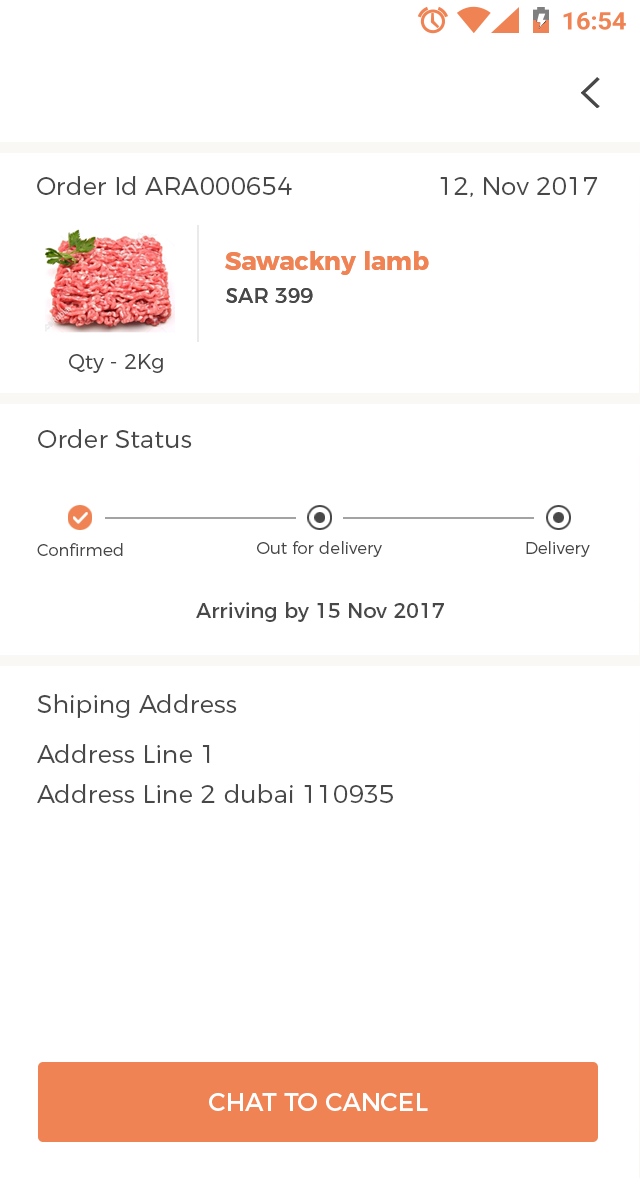 16:54
Order Id ARA000654 12, Nov 2017
Sawackny lamb
SAR 399
Qty - 2Kg
Order Status
Confirmed Out for delivery Delivery
Arriving by 15 Nov 2017
Shiping Address
Address Line 1
Address Line 2 dubai 110935
CHAT TO CANCEL